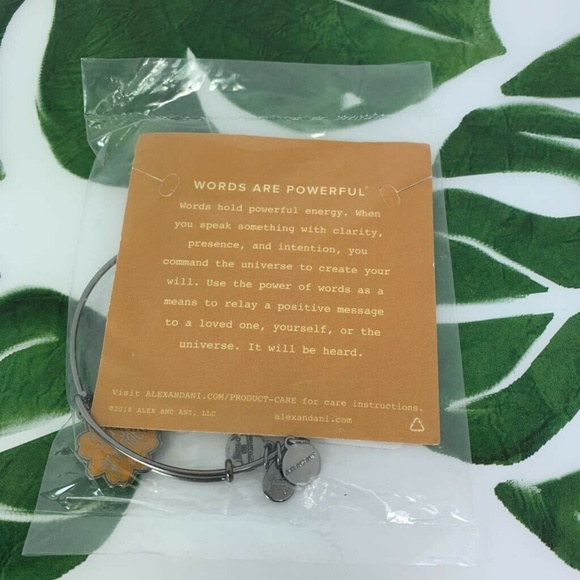 WORDS ARE POWERFUL®
Words hold powerful energy. When
you speak something with clarity,
presence, and intention, you
command the universe to create your
will. Use the power of words as a
means to relay a positive message
to a loved one, yourself, or the
universe. It will be heard.
Visit ALEXANDANI.COM/PRODUCT-CARE for care instructions.
©2018 ALEX AND ANI, LLC
alexandani.com